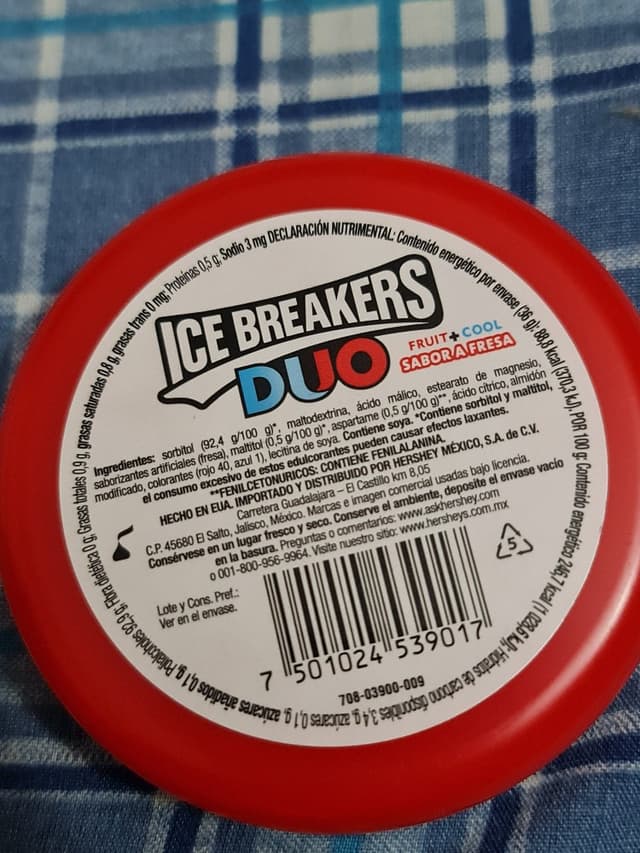 DECLARACIÓN NUTRIMENTAL: Contenido energético por envase (36 g): 88,8 kcal (370,3 kJ), POR 100 g: Contenido energético 246,7 kcal (1 028,6 kJ); Hidratos de carbono disponibles 3,4 g, azúcares 0,1 g, azúcares añadidos 0,1 g, Polialcoholes 92,9 g, Fibra dietética 0 g; Grasas totales 0,9 g, grasas saturadas 0,8 g, grasas trans 0 mg; Proteínas 0,5 g; Sodio 3 mg
ICE BREAKERS
DUO
FRUIT + COOL
SABOR A FRESA
Ingredientes: sorbitol (92,4 g/100 g)*, maltodextrina, ácido málico, estearato de magnesio,
saborizantes artificiales (fresa), maltitol (0,5 g/100 g)*, aspartame (0,5 g/100 g)**, ácido cítrico, almidón
modificado, colorantes (rojo 40, azul 1), lecitina de soya. Contiene soya. *Contiene sorbitol y maltitol,
el consumo excesivo de estos edulcorantes pueden causar efectos laxantes.
**FENILCETONURICOS: CONTIENE FENILALANINA.
HECHO EN EUA. IMPORTADO Y DISTRIBUIDO POR HERSHEY MÉXICO, S.A. de C.V.
Carretera Guadalajara – El Castillo km 8,05
C.P. 45680 El Salto, Jalisco, México. Marcas e imagen comercial usadas bajo licencia.
Consérvese en un lugar fresco y seco. Conserve el ambiente, deposite el envase vacío
en la basura. Preguntas o comentarios: www.askhershey.com
o 001-800-956-9964. Visite nuestro sitio: www.hersheys.com.mx
Lote y Cons. Pref.:
Ver en el envase.
5
7 501024 539017
708-03900-009